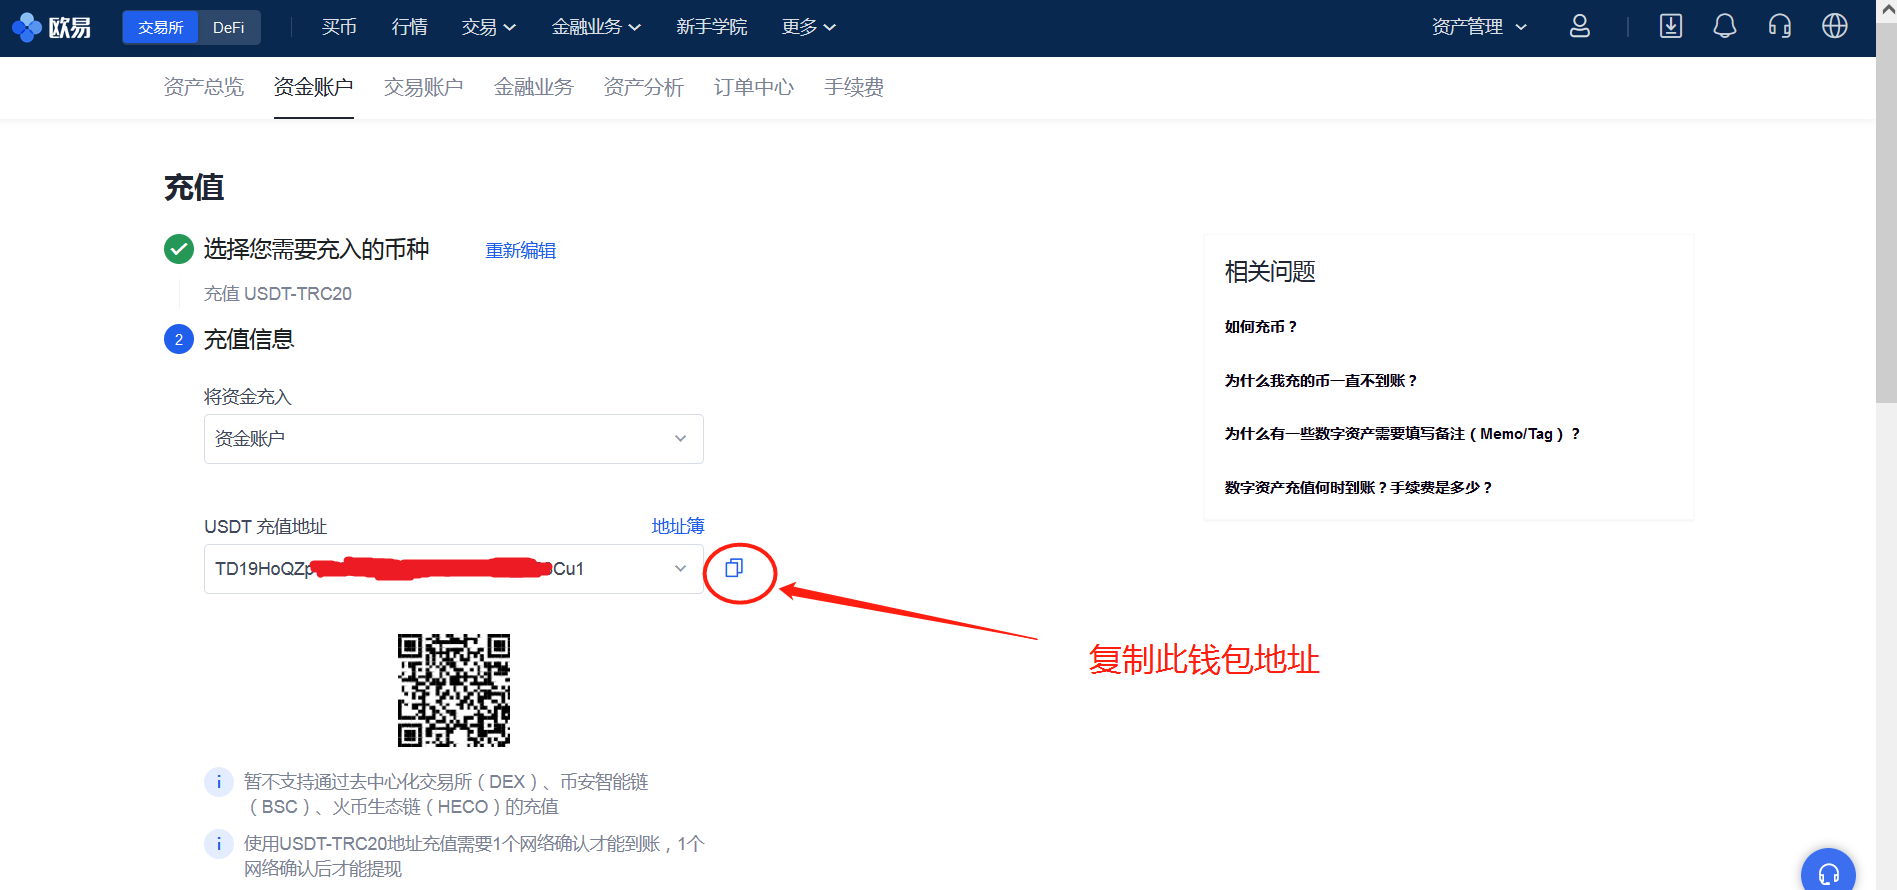 欧易 交易所 DeFi 买币 行情 交易 金融业务 新手学院 更多 资产管理
资产总览 资金账户 交易账户 金融业务 资产分析 订单中心 手续费
充值
选择您需要充入的币种 重新编辑
充值 USDT-TRC20
2 充值信息
将资金充入
资金账户
USDT 充值地址 地址簿
TD19HoQZp Cu1
复制此钱包地址
暂不支持通过去中心化交易所（DEX）、币安智能链
（BSC）、火币生态链（HECO）的充值
使用USDT-TRC20地址充值需要1个网络确认才能到账，1个
网络确认后才能提现
相关问题
如何充币？
为什么我充的币一直不到账？
为什么有一些数字资产需要填写备注（Memo/Tag）？
数字资产充值何时到账？手续费是多少？